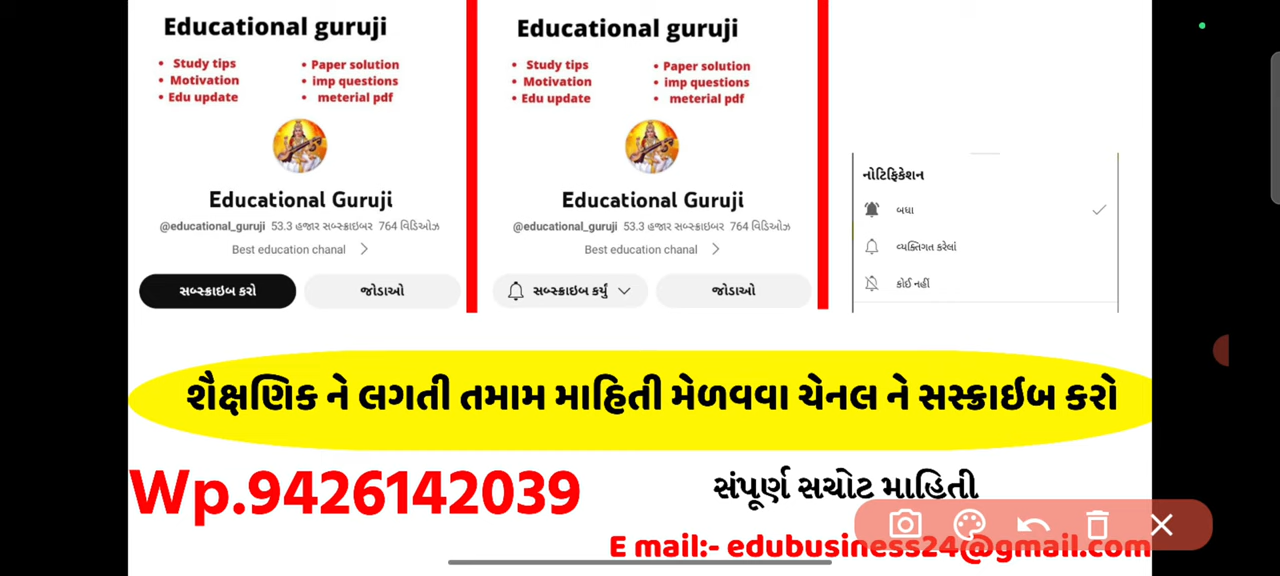 Educational guruji
• Study tips
• Motivation
• Edu update
• Paper solution
• imp questions
• meterial pdf
Educational Guruji
@educational_guruji 53.3 હજાર સબ્સ્ક્રાઇબર 764 વિડિઓઝ
Best education chanal
સબ્સ્ક્રાઇબ કરો
જોડાઓ
Educational guruji
• Study tips
• Motivation
• Edu update
• Paper solution
• imp questions
• meterial pdf
Educational Guruji
@educational_guruji 53.3 હજાર સબ્સ્ક્રાઇબર 764 વિડિઓઝ
Best education chanal
સબ્સ્ક્રાઇબ કર્યું
જોડાઓ
નોટિફિકેશન
બધા
વ્યક્તિગત કરેલાં
કોઈ નહીં
શૈક્ષણિક ને લગતી તમામ માહિતી મેળવવા ચેનલ ને સસ્ક્રાઇબ કરો
Wp.9426142039
સંપૂર્ણ સચોટ માહિતી
E mail:- edubusiness24@gmail.com